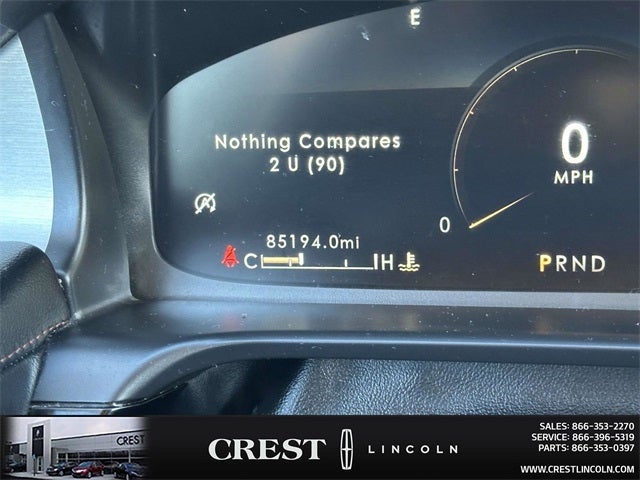 E
Nothing Compares
2 U (90)
0
MPH
0
85194.0mi
C H
PRND
CREST
CREST LINCOLN
SALES: 866-353-2270
SERVICE: 866-396-5319
PARTS: 866-353-0397
WWW.CRESTLINCOLN.COM